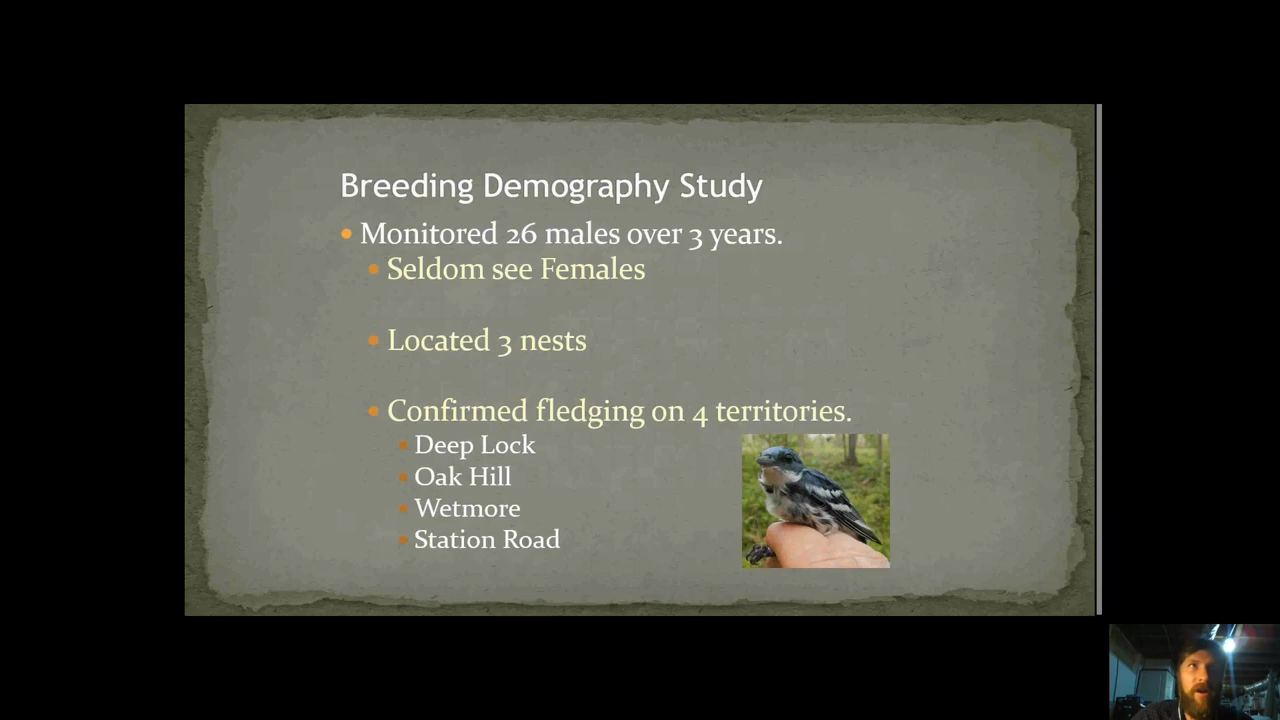 Breeding Demography Study
Monitored 26 males over 3 years.
Seldom see Females
Located 3 nests
Confirmed fledging on 4 territories.
Deep Lock
Oak Hill
Wetmore
Station Road